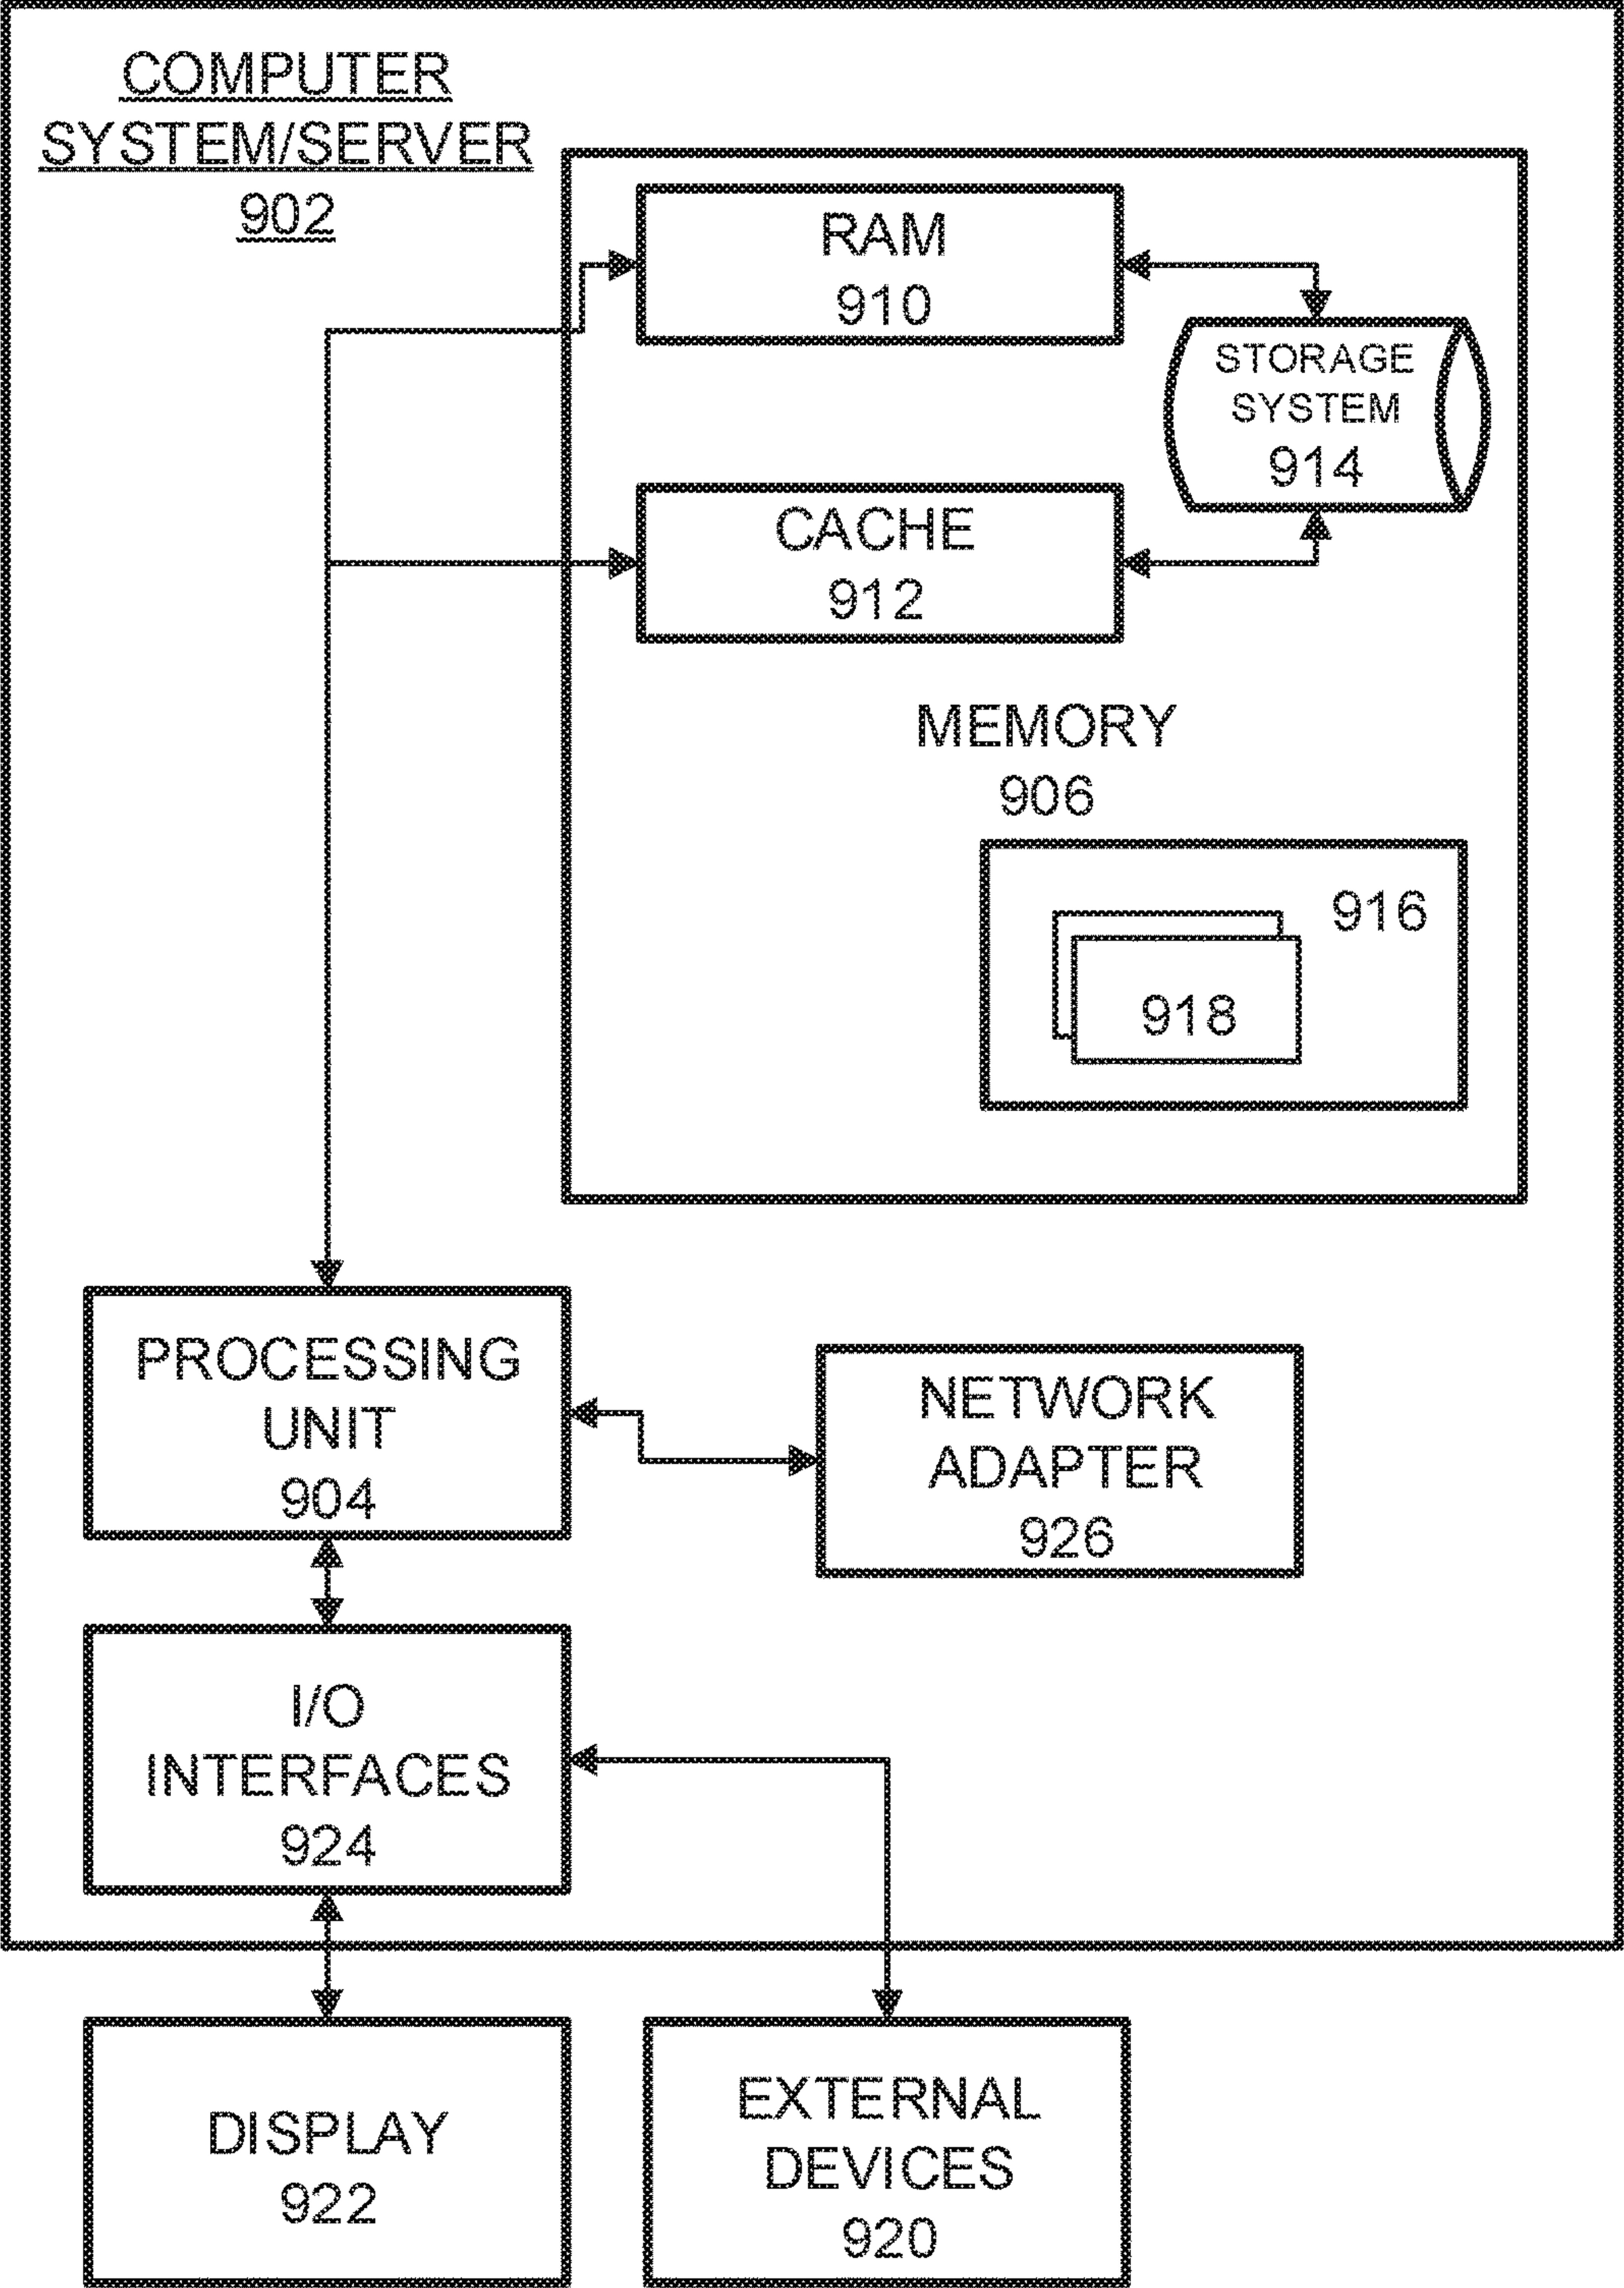 COMPUTER
SYSTEM/SERVER
902
RAM
910
STORAGE
SYSTEM
914
CACHE
912
MEMORY
906
916
918
PROCESSING
UNIT
904
NETWORK
ADAPTER
926
I/O
INTERFACES
924
DISPLAY
922
EXTERNAL
DEVICES
920